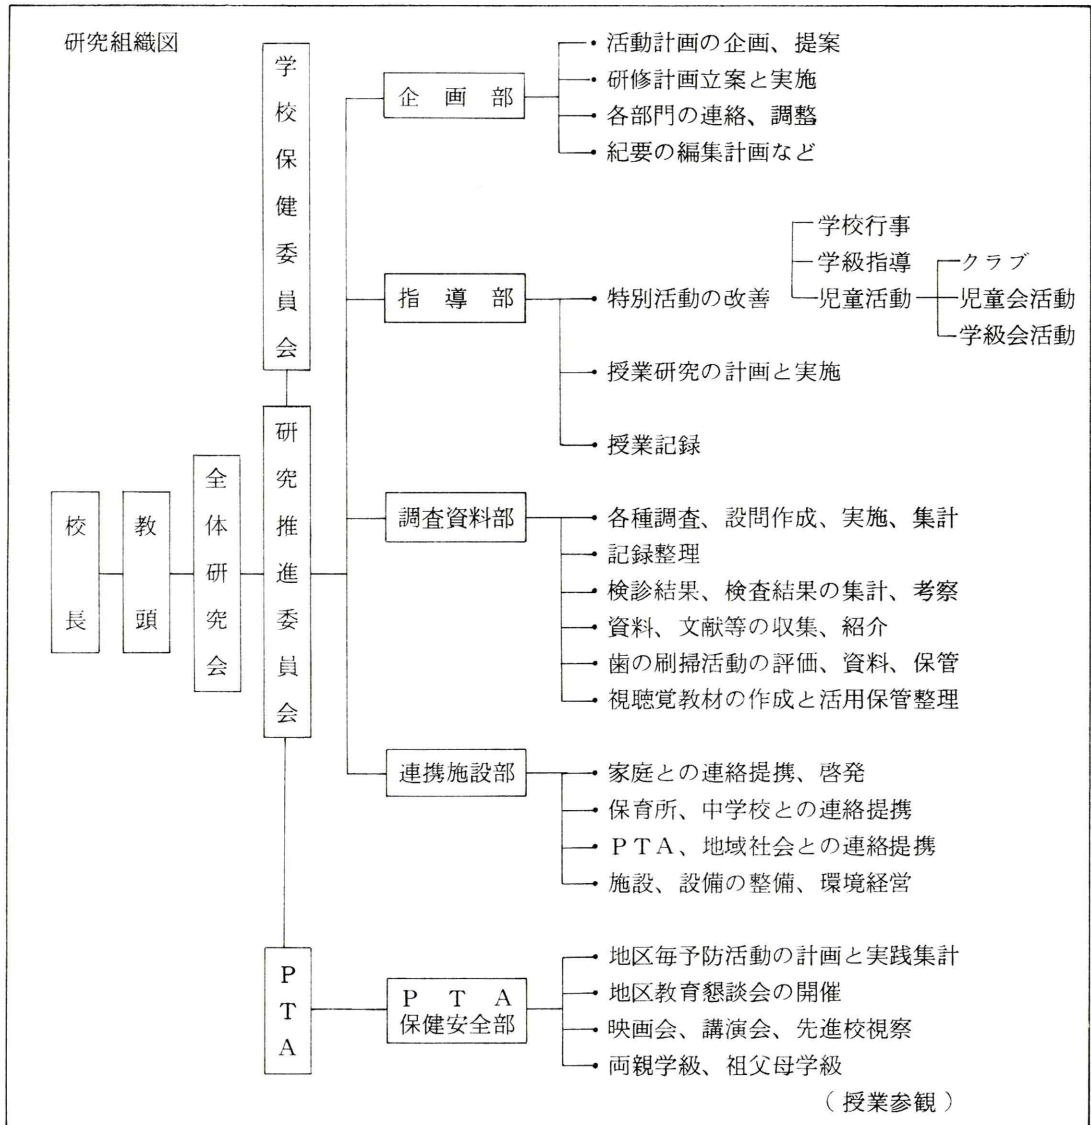 研究組織図
校長
教頭
全体研究会
学校保健委員会
研究推進委員会
企画部
・活動計画の企画、提案
・研修計画立案と実施
・各部門の連絡、調整
・紀要の編集計画など
指導部
・特別活動の改善
学校行事
学級指導
児童活動
クラブ
児童会活動
学級会活動
・授業研究の計画と実施
・授業記録
調査資料部
・各種調査、設問作成、実施、集計
・記録整理
・検診結果、検査結果の集計、考察
・資料、文献等の収集、紹介
・歯の刷掃活動の評価、資料、保管
・視聴覚教材の作成と活用保管整理
連携施設部
・家庭との連絡提携、啓発
・保育所、中学校との連絡提携
・PTA、地域社会との連絡提携
・施設、設備の整備、環境経営
PTA
PTA
保健安全部
・地区毎予防活動の計画と実践集計
・地区教育懇談会の開催
・映画会、講演会、先進校視察
・両親学級、祖父母学級
(授業参観)